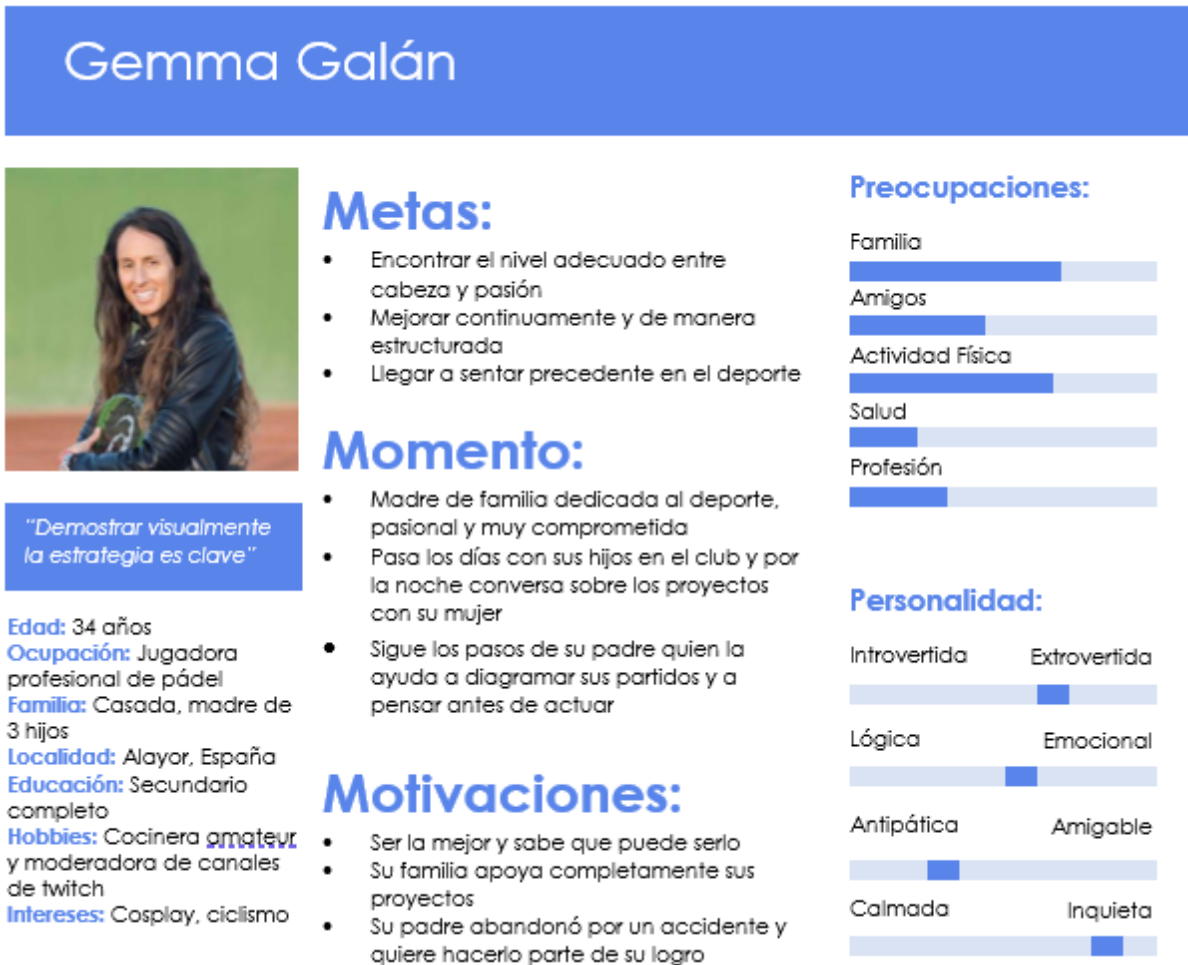 Gemma Galán
"Demostrar visualmente
la estrategia es clave"
Edad: 34 años
Ocupación: Jugadora
profesional de pádel
Familia: Casada, madre de
3 hijos
Localidad: Alayor, España
Educación: Secundario
completo
Hobbies: Cocinera amateur
y moderadora de canales
de twitch
Intereses: Cosplay, ciclismo
Metas:
• Encontrar el nivel adecuado entre
cabeza y pasión
• Mejorar continuamente y de manera
estructurada
• Llegar a sentar precedente en el deporte
Momento:
• Madre de familia dedicada al deporte,
pasional y muy comprometida
• Pasa los días con sus hijos en el club y por
la noche conversa sobre los proyectos
con su mujer
• Sigue los pasos de su padre quien la
ayuda a diagramar sus partidos y a
pensar antes de actuar
Motivaciones:
• Ser la mejor y sabe que puede serlo
• Su familia apoya completamente sus
proyectos
• Su padre abandonó por un accidente y
quiere hacerlo parte de su logro
Preocupaciones:
Familia
Amigos
Actividad Física
Salud
Profesión
Personalidad:
Introvertida Extrovertida
Lógica Emocional
Antipática Amigable
Calmada Inquieta